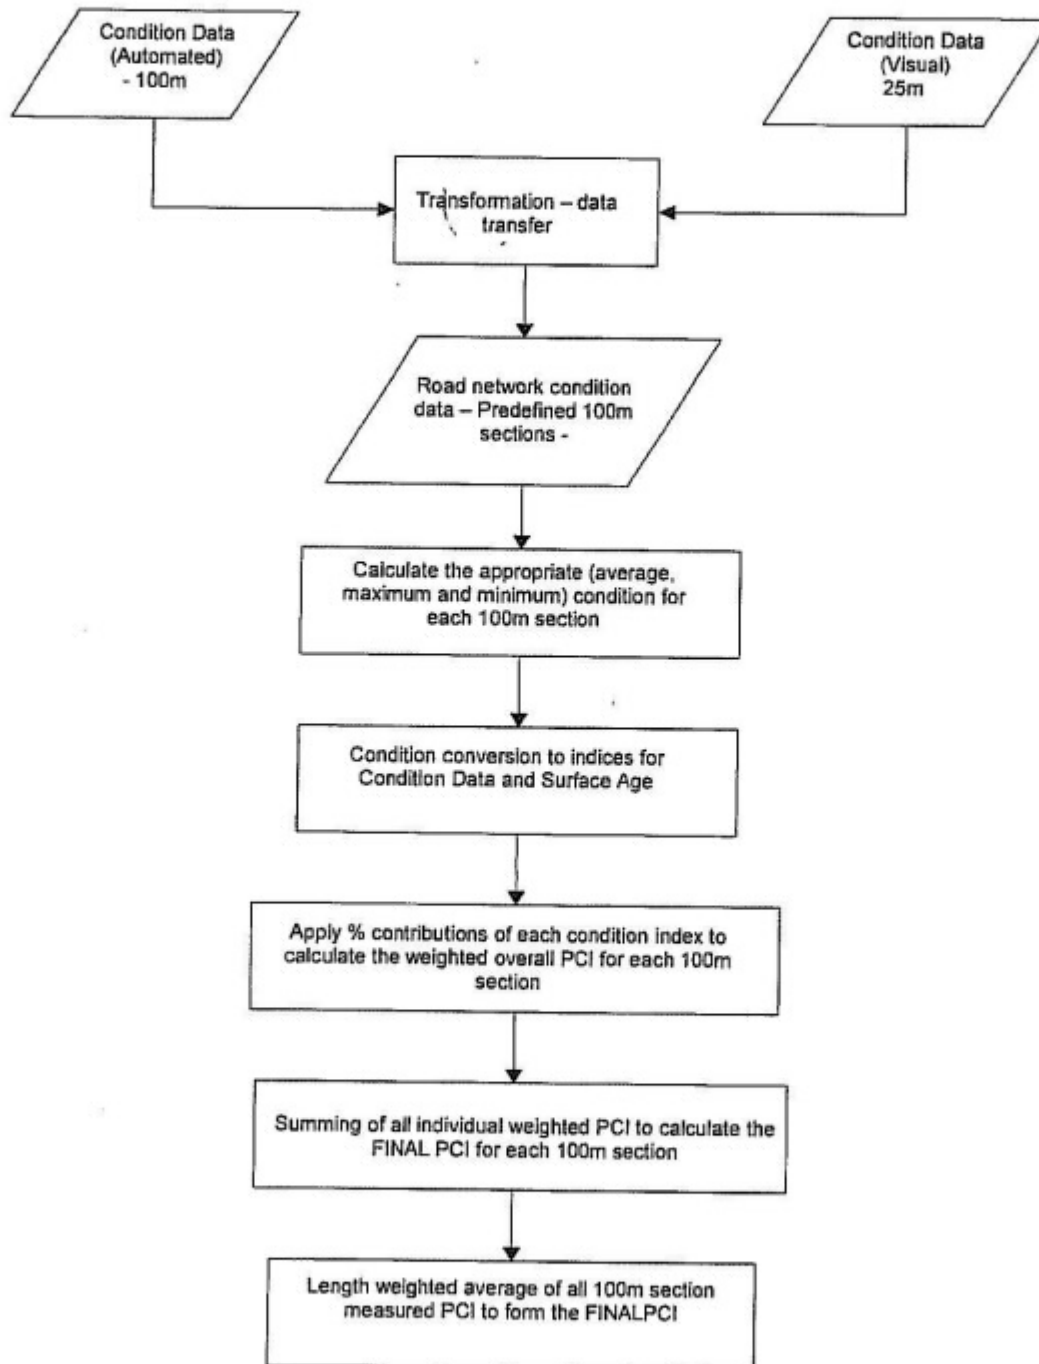 Condition Data
(Automated)
- 100m
Condition Data
(Visual)
25m
Transformation – data
transfer
Road network condition
data – Predefined 100m
sections -
Calculate the appropriate (average,
maximum and minimum) condition for
each 100m section
Condition conversion to indices for
Condition Data and Surface Age
Apply % contributions of each condition index to
calculate the weighted overall PCI for each 100m
section
Summing of all individual weighted PCI to calculate the
FINAL PCI for each 100m section
Length weighted average of all 100m section
measured PCI to form the FINALPCI